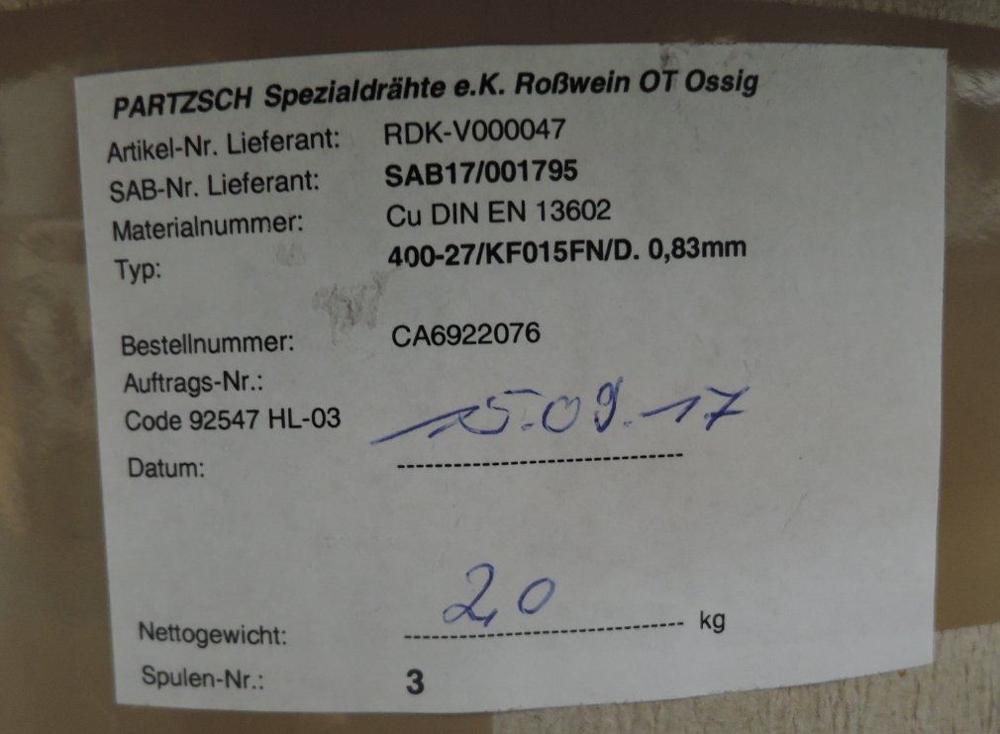 PARTZSCH Spezialdrähte e.K. Roßwein OT Ossig
Artikel-Nr. Lieferant: RDK-V000047
SAB-Nr. Lieferant: SAB17/001795
Materialnummer: Cu DIN EN 13602
Typ: 400-27/KF015FN/D. 0,83mm
Bestellnummer: CA6922076
Auftrags-Nr.:
Code 92547 HL-03
Datum: 15.09.17
Nettogewicht: 2,0 kg
Spulen-Nr.: 3